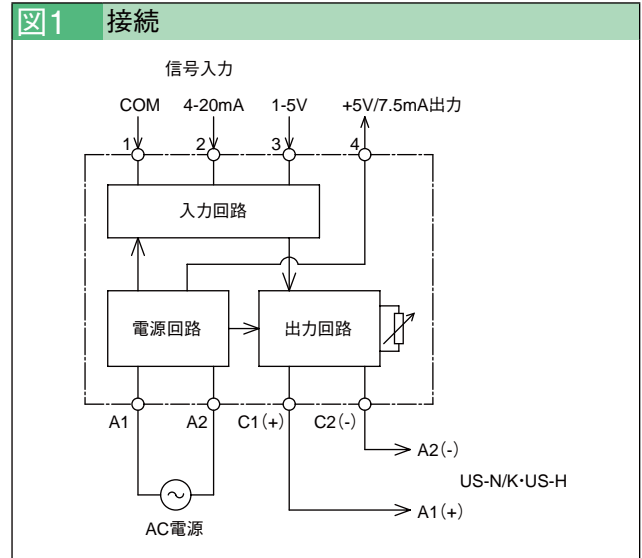 図1 接続
信号入力
COM 4-20mA 1-5V +5V/7.5mA出力
1 2 3 4
入力回路
電源回路 出力回路
A1 A2 C1(+) C2(-)
A2(-)
US-N/K・US-H
A1(+)
AC電源